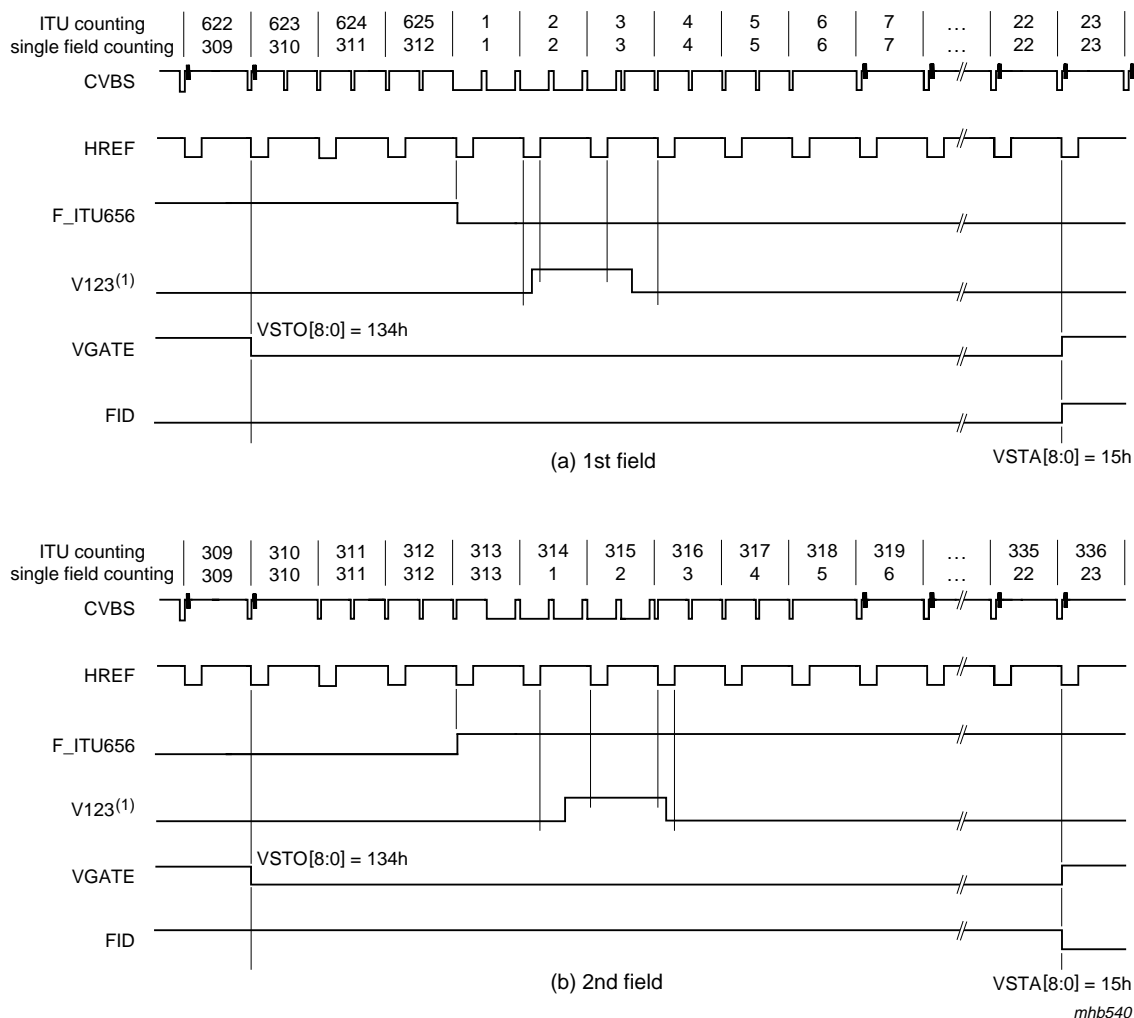 ITU counting 622 623 624 625 1 2 3 4 5 6 7 ... 22 23
single field counting 309 310 311 312 1 2 3 4 5 6 7 ... 22 23
CVBS
HREF
F_ITU656
V123(1)
VSTO[8:0] = 134h
VGATE
FID
(a) 1st field
VSTA[8:0] = 15h
ITU counting 309 310 311 312 313 314 315 316 317 318 319 ... 335 336
single field counting 309 310 311 312 313 1 2 3 4 5 6 ... 22 23
CVBS
HREF
F_ITU656
V123(1)
VSTO[8:0] = 134h
VGATE
FID
(b) 2nd field
VSTA[8:0] = 15h
mhb540